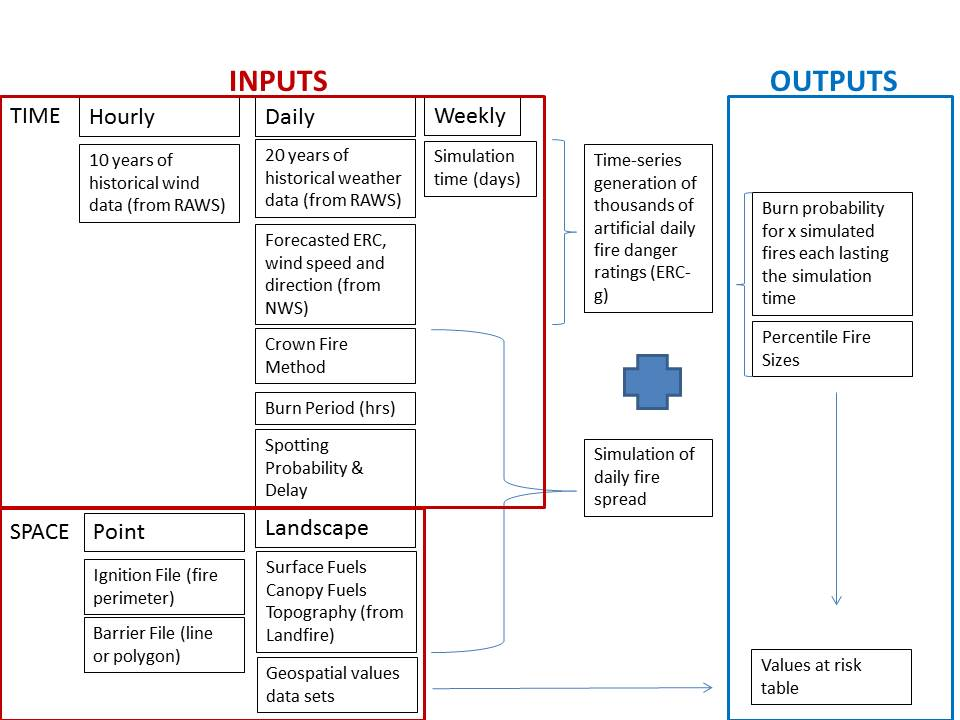 INPUTS
OUTPUTS
TIME
Hourly
Daily
Weekly
10 years of
historical wind
data (from RAWS)
20 years of
historical weather
data (from RAWS)
Simulation
time (days)
Forecasted ERC,
wind speed and
direction (from
NWS)
Crown Fire
Method
Burn Period (hrs)
Spotting
Probability &
Delay
Time-series
generation of
thousands of
artificial daily
fire danger
ratings (ERC-
g)
Simulation of
daily fire
spread
Burn probability
for x simulated
fires each lasting
the simulation
time
Percentile Fire
Sizes
SPACE
Point
Landscape
Ignition File (fire
perimeter)
Barrier File (line
or polygon)
Surface Fuels
Canopy Fuels
Topography (from
Landfire)
Geospatial values
data sets
Values at risk
table